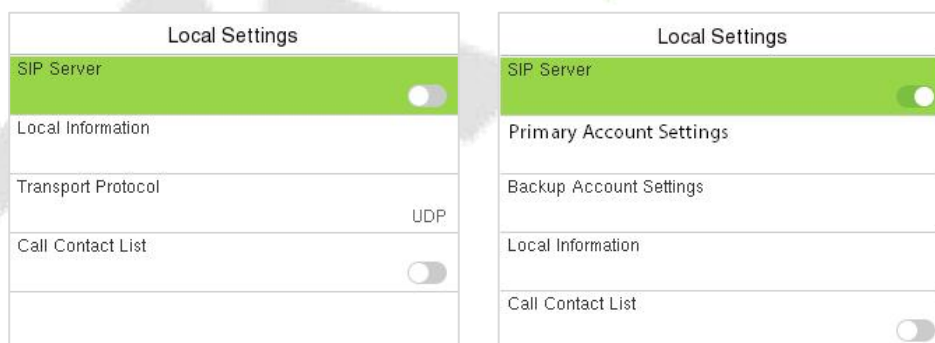 Local Settings
SIP Server
Local Information
Transport Protocol
UDP
Call Contact List
Local Settings
SIP Server
Primary Account Settings
Backup Account Settings
Local Information
Call Contact List